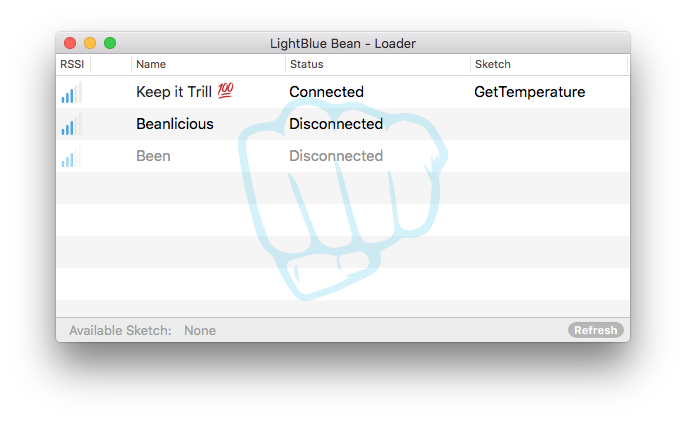 LightBlue Bean - Loader
RSSI Name Status Sketch
Keep it Trill 💯 Connected GetTemperature
Beanlicious Disconnected
Been Disconnected
Available Sketch: None Refresh